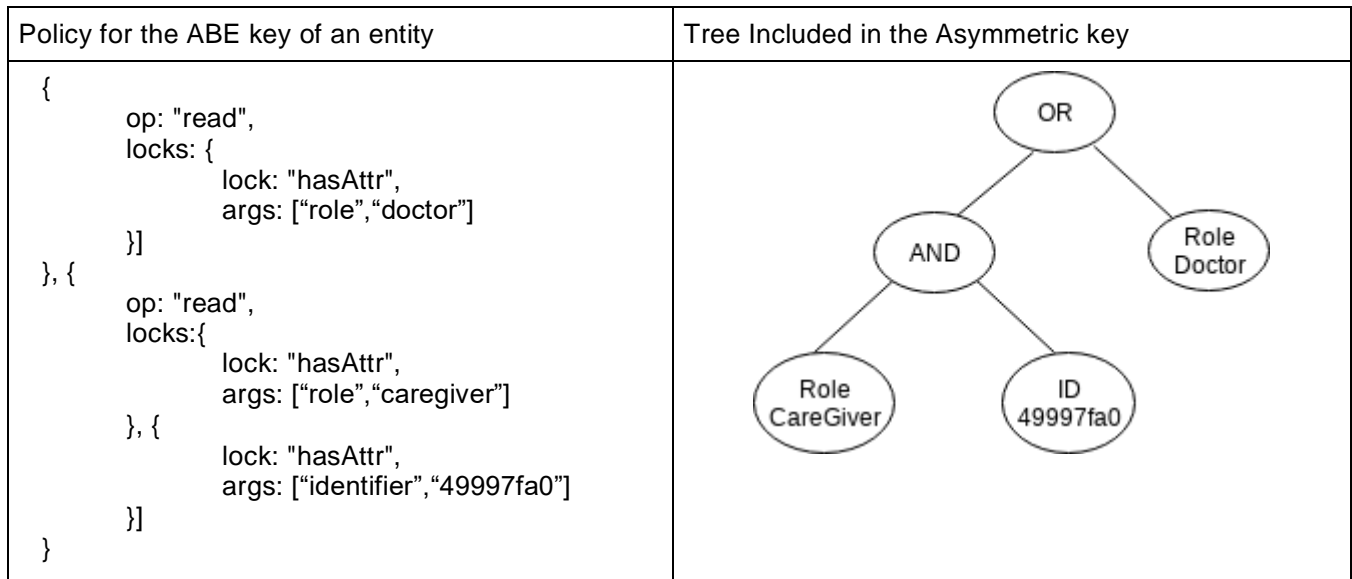 Policy for the ABE key of an entity
Tree Included in the Asymmetric key
{
op: "read",
locks: {
lock: "hasAttr",
args: [“role”,“doctor”]
}]
}, {
op: "read",
locks:{
lock: "hasAttr",
args: ["role",“caregiver”]
}, {
lock: "hasAttr",
args: [“identifier”,“49997fa0”]
}]
}
OR
AND
Role
Doctor
Role
CareGiver
ID
49997fa0